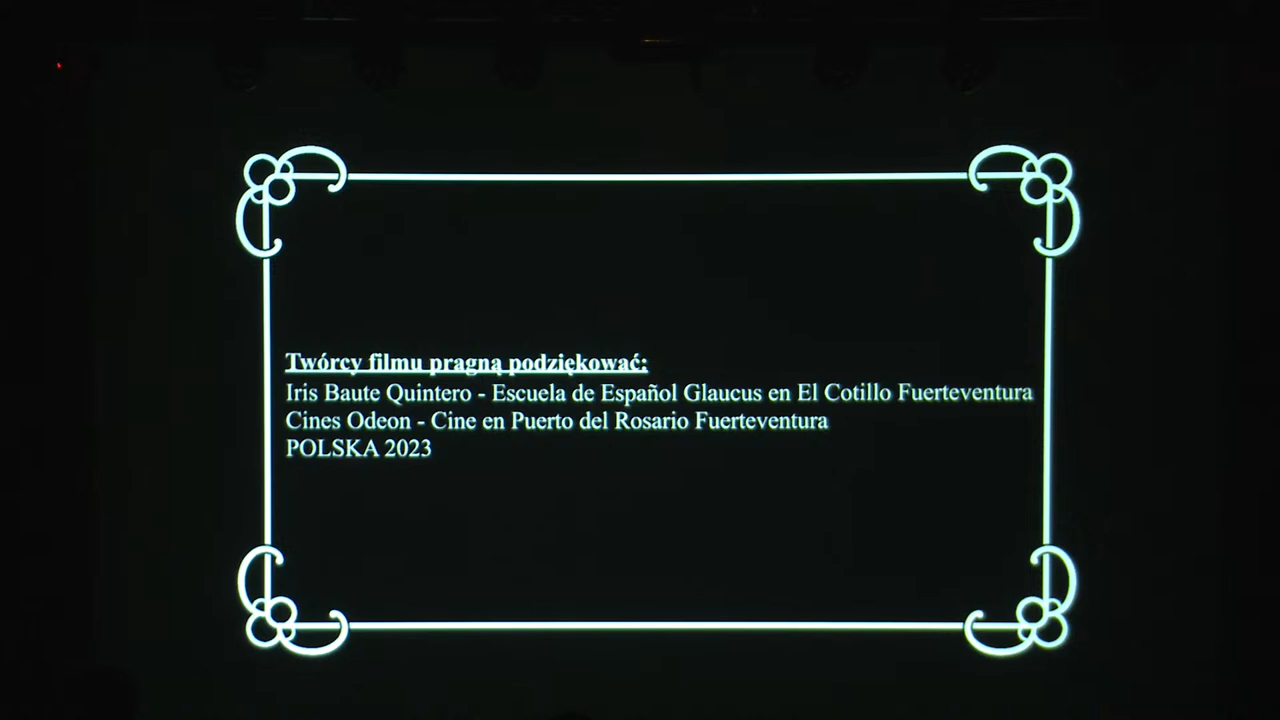 Twórcy filmu pragną podziękować:
Iris Baute Quintero - Escuela de Español Glaucus en El Cotillo Fuerteventura
Cines Odeon - Cine en Puerto del Rosario Fuerteventura
POLSKA 2023